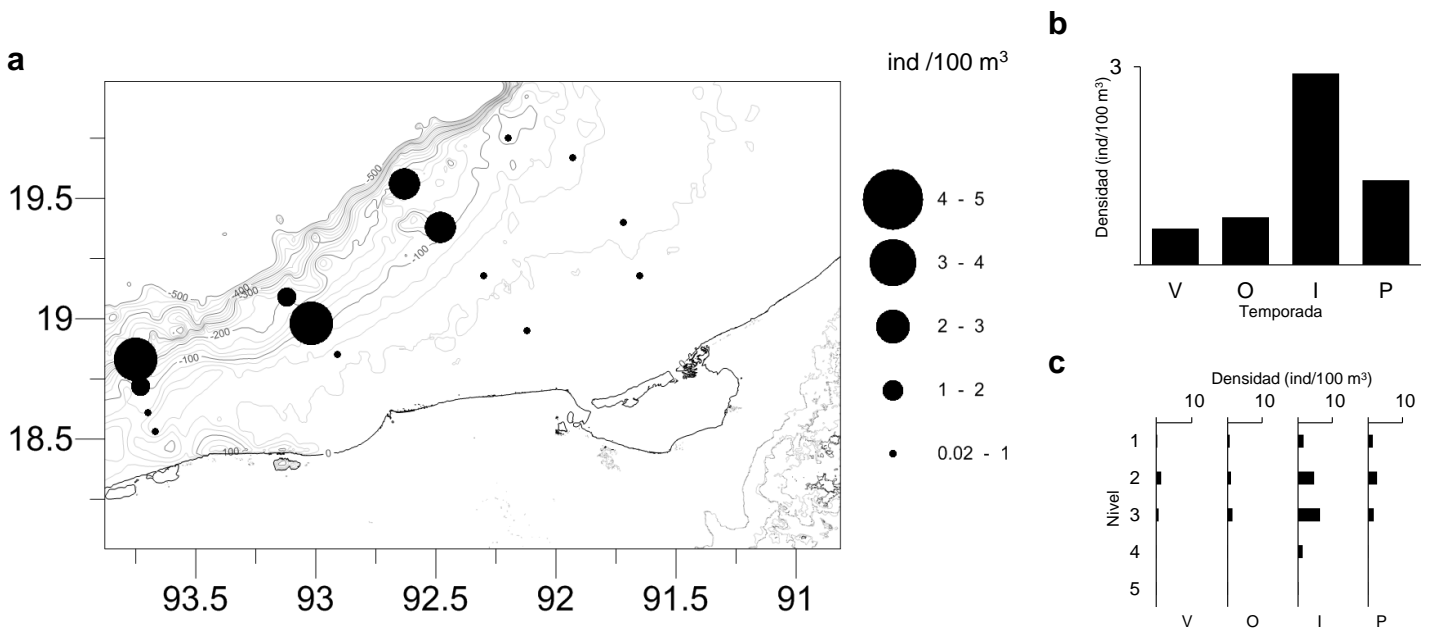 a
ind /100 m³
-500
-100
-500
-400
-300
-200
-100
100
0
19.5
19
18.5
93.5
93
92.5
92
91.5
91
4 - 5
3 - 4
2 - 3
1 - 2
0.02 - 1
b
3
Densidad (ind/100 m³)
V O I P
Temporada
c
Densidad (ind/100 m³)
10 10 10 10
Nivel
1
2
3
4
5
V O I P